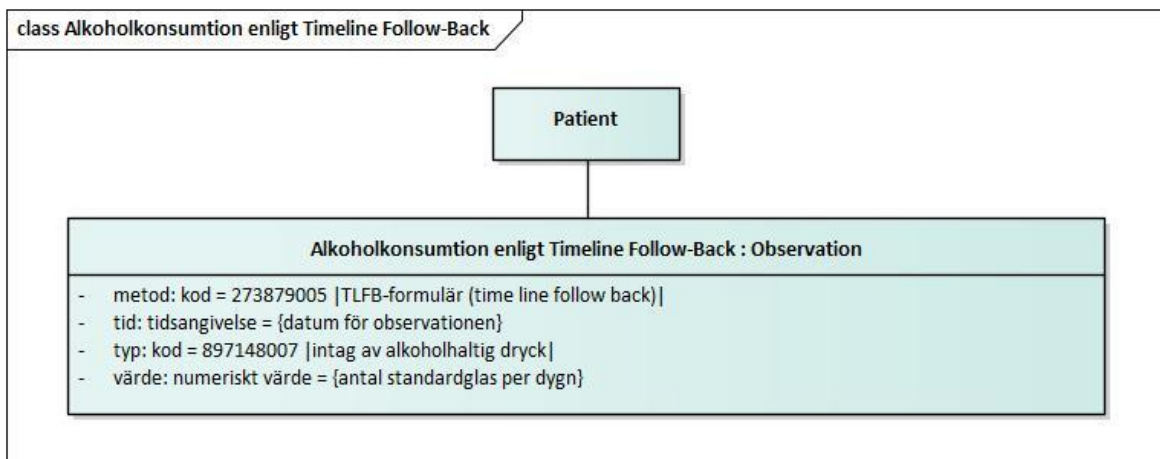 class Alkoholkonsumtion enligt Timeline Follow-Back
Patient
Alkoholkonsumtion enligt Timeline Follow-Back : Observation
- metod: kod = 273879005 |TLFB-formulär (time line follow back)|
- tid: tidsangivelse = {datum för observationen}
- typ: kod = 897148007 |intag av alkoholhaltig dryck|
- värde: numeriskt värde = {antal standardglas per dygn}